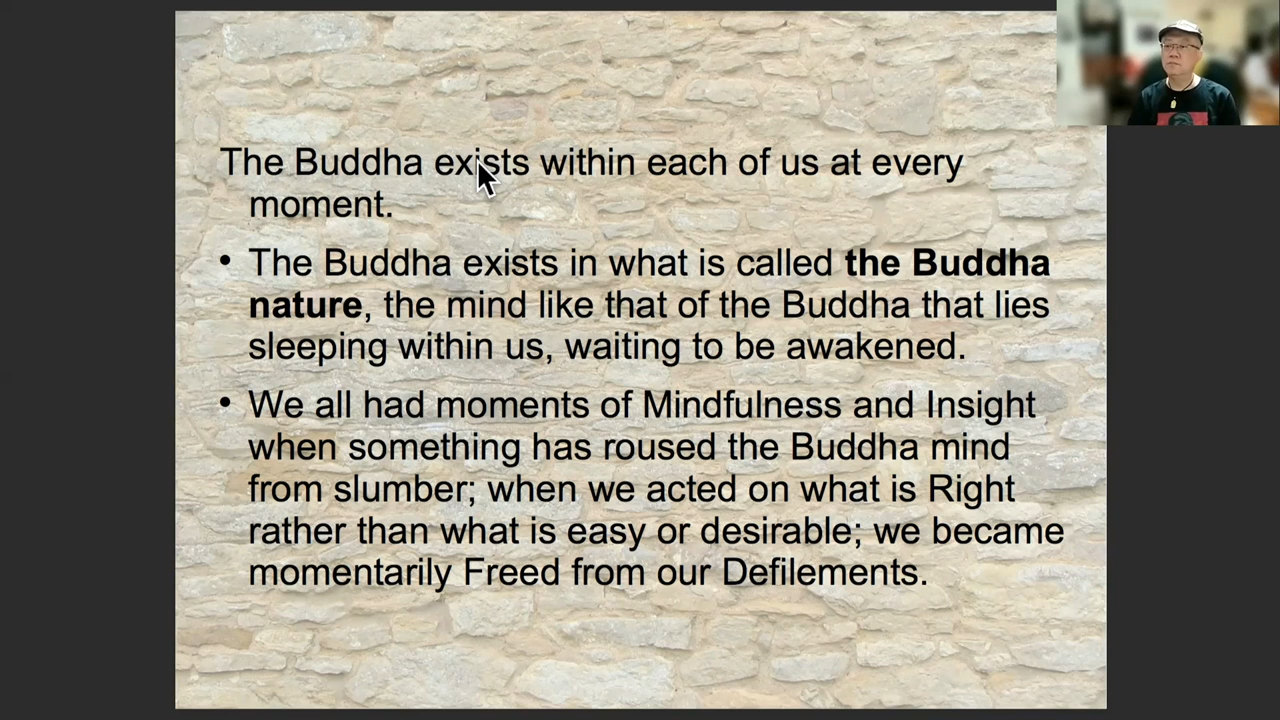 The Buddha exists within each of us at every
moment.
• The Buddha exists in what is called the Buddha
nature, the mind like that of the Buddha that lies
sleeping within us, waiting to be awakened.
• We all had moments of Mindfulness and Insight
when something has roused the Buddha mind
from slumber; when we acted on what is Right
rather than what is easy or desirable; we became
momentarily Freed from our Defilements.